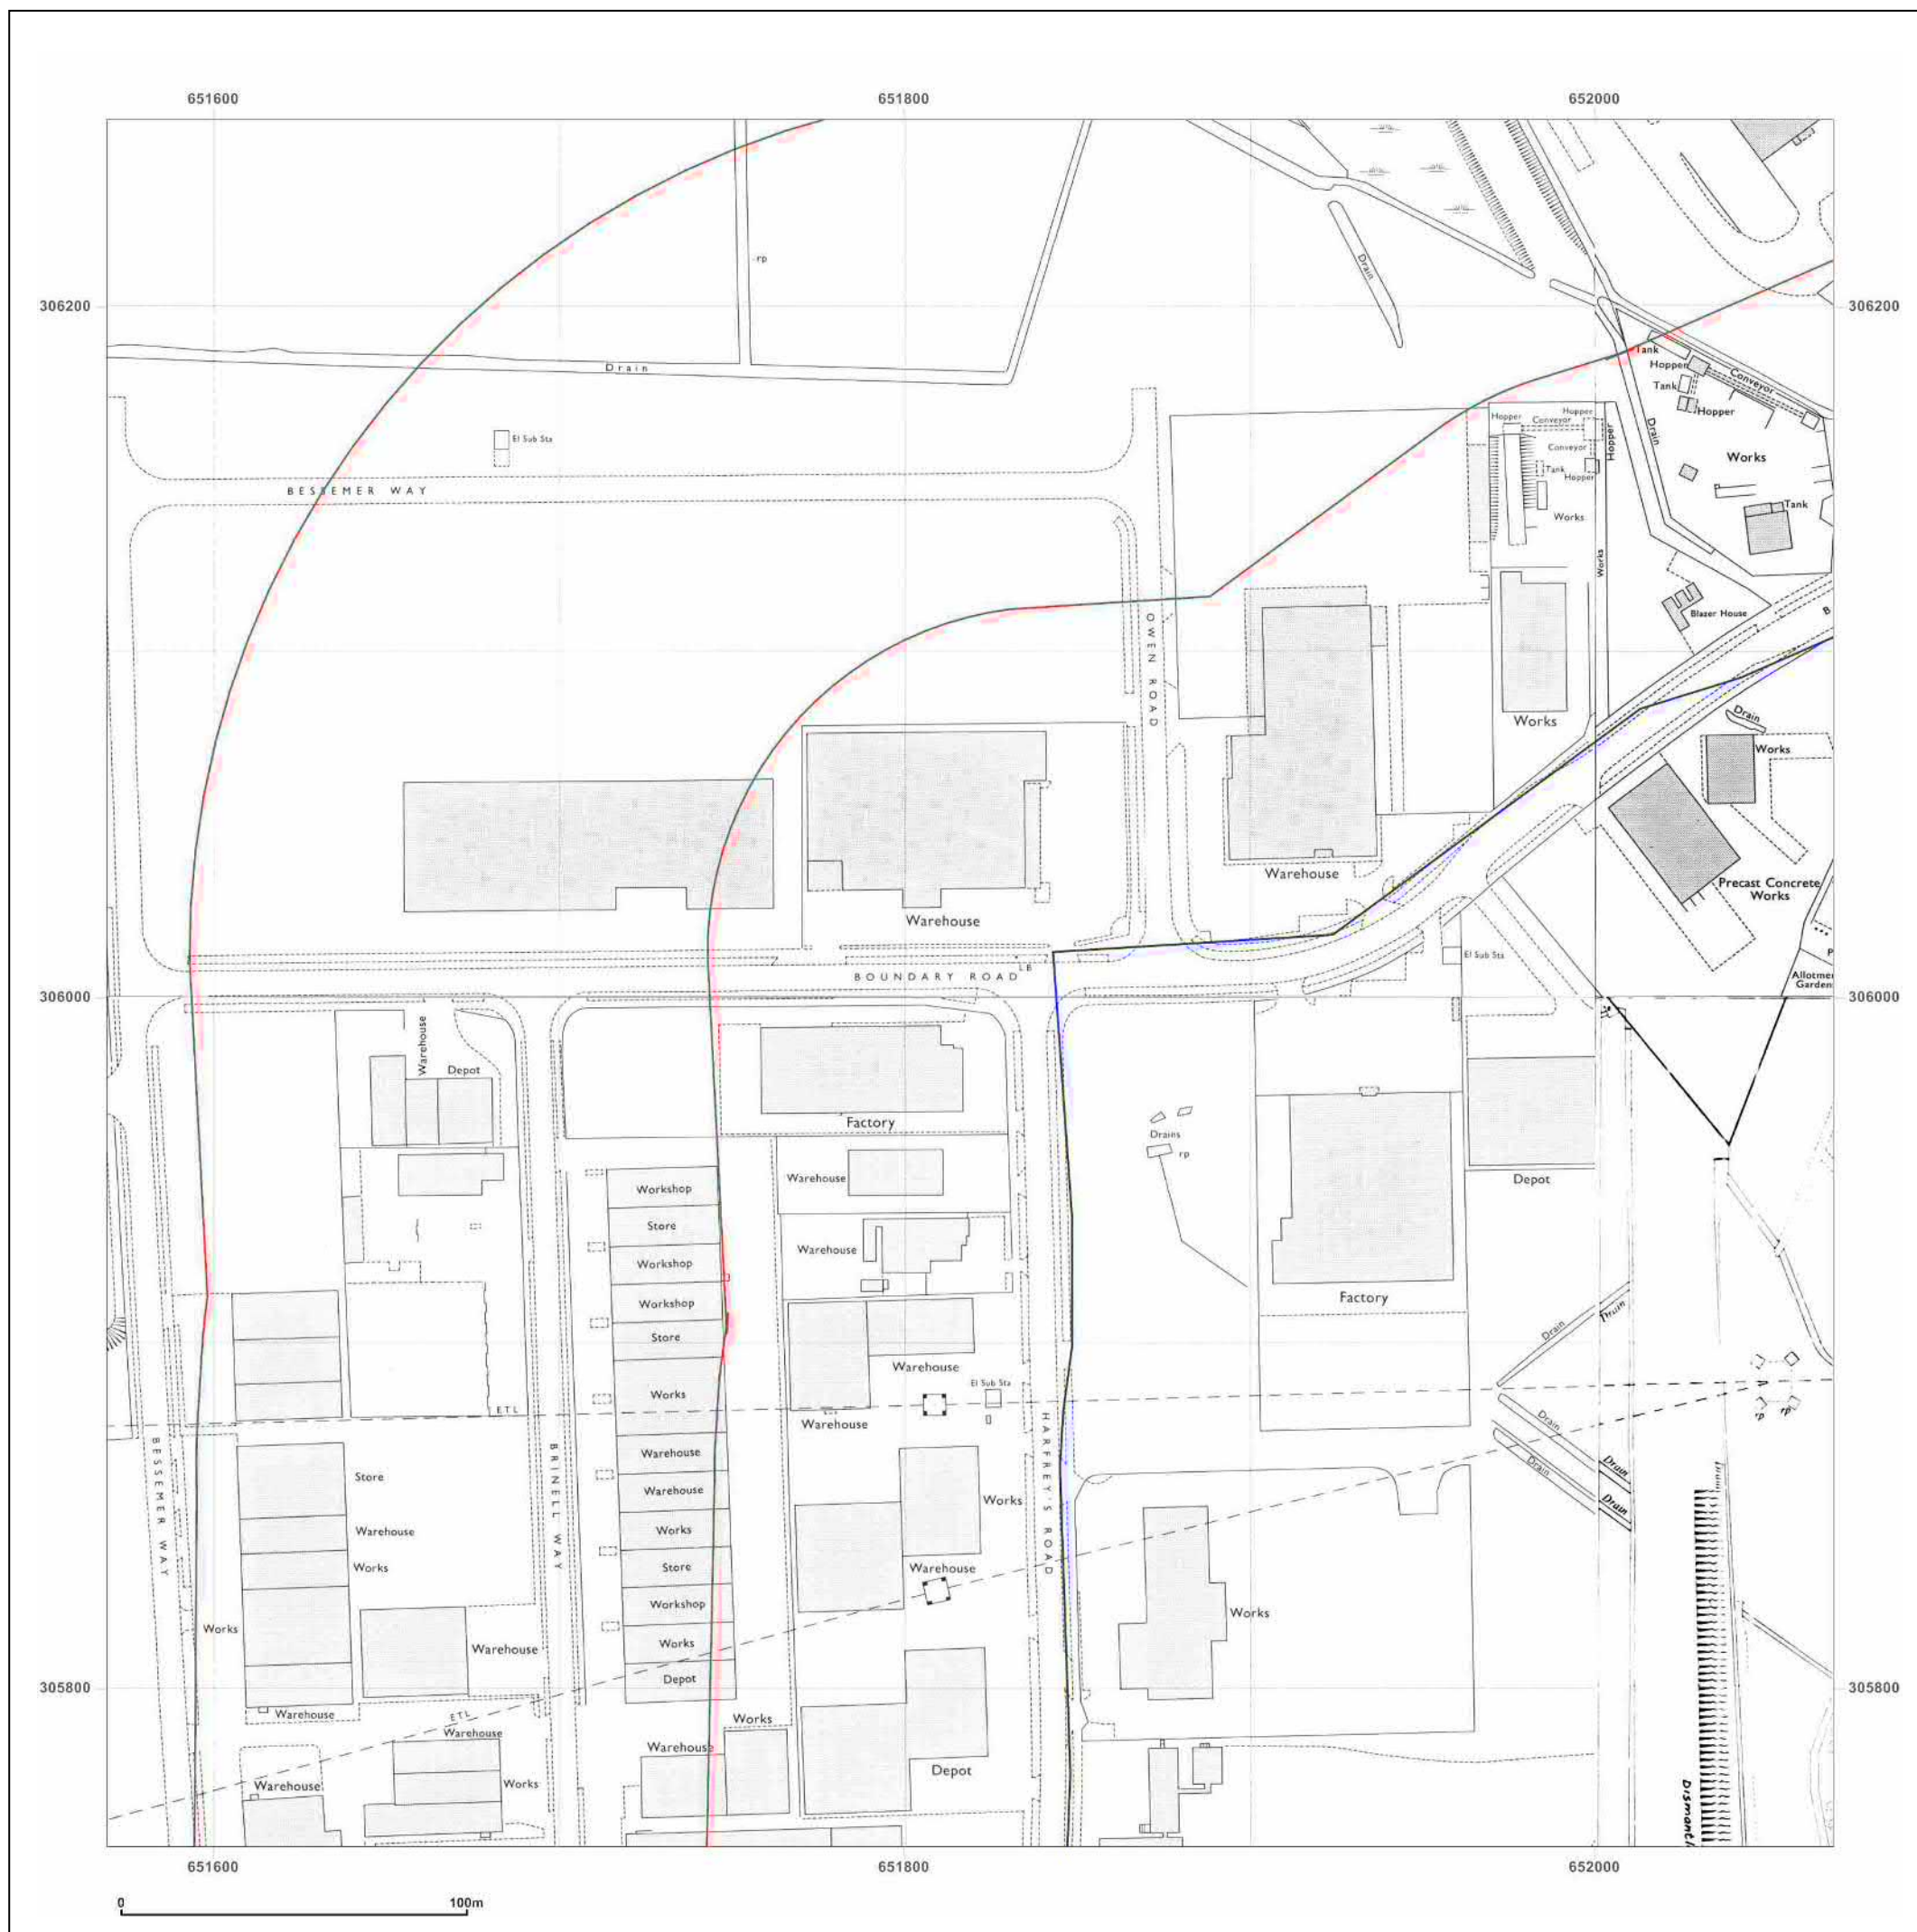 651600
651800
652000
rp
Drain
306200
306200
Drain
Tank
Hopper
Conveyor
Tank
Hopper
Drain
Hopper
Hopper
Conveyor
Hopper
Conveyor
Tank
Hopper
El Sub Sta
BESSEMER WAY
Works
Tank
Works
Works
Blazer House
B
OWEN ROAD
Works
Drain
Works
Warehouse
Precast Concrete
Works
Warehouse
LB
BOUNDARY ROAD
El Sub Sta
P
Allotme
Garden
306000
306000
Warehouse
Depot
Factory
Drains
rp
Warehouse
Depot
Workshop
Store
Warehouse
Workshop
Workshop
Factory
Store
Drain
Drain
Warehouse
El Sub Sta
Works
ETL
Warehouse
rp
rp
BESSEMER WAY
BRINELL WAY
HARFREY'S ROAD
Drain
Drain
Drain
Drain
Warehouse
Store
Warehouse
Works
Works
Warehouse
Works
Store
Warehouse
Workshop
Works
Works
Works
Warehouse
Depot
305800
305800
Warehouse
ETL
Warehouse
Works
Warehouse
Depot
Warehouse
Works
Dismantl
651600
651800
652000
0
100m